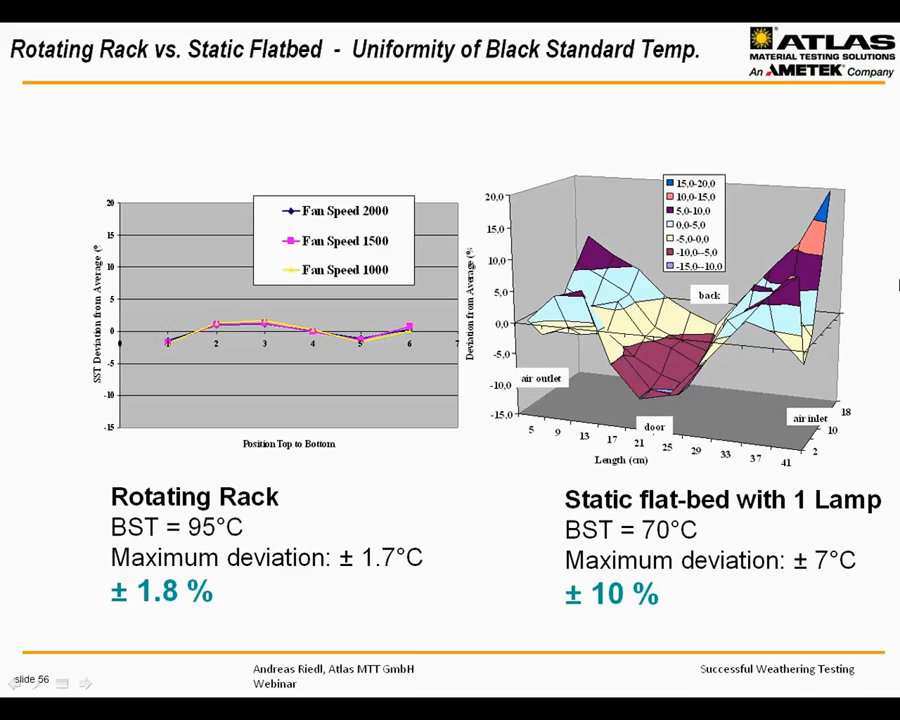 Rotating Rack vs. Static Flatbed - Uniformity of Black Standard Temp.
ATLAS
MATERIAL TESTING SOLUTIONS
An AMETEK Company
20
15
10
5
0
-5
-10
-15
0
1
2
3
4
5
6
7
SST Deviation from Average (%
Position Top to Bottom
Fan Speed 2000
Fan Speed 1500
Fan Speed 1000
20,0
15,0
10,0
5,0
0,0
-5,0
-10,0
-15,0
Deviation from Average (%
15,0-20,0
10,0-15,0
5,0-10,0
0,0-5,0
-5,0-0,0
-10,0--5,0
-15,0--10,0
back
air outlet
door
air inlet
5
9
13
17
21
25
29
33
37
41
2
10
18
Length (cm)
Rotating Rack
BST = 95°C
Maximum deviation: ± 1.7°C
± 1.8 %
Static flat-bed with 1 Lamp
BST = 70°C
Maximum deviation: ± 7°C
± 10 %
slide 56
Andreas Riedl, Atlas MTT GmbH
Webinar
Successful Weathering Testing